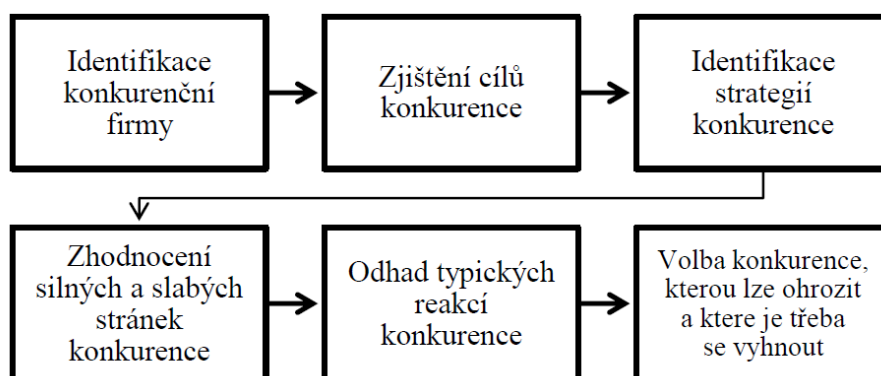 Identifikace
konkurenční
firmy
Zjištění cílů
konkurence
Identifikace
strategií
konkurence
Zhodnocení
silných a slabých
stránek
konkurence
Odhad typických
reakcí
konkurence
Volba konkurence,
kterou lze ohrozit
a ktere je třeba
se vyhnout